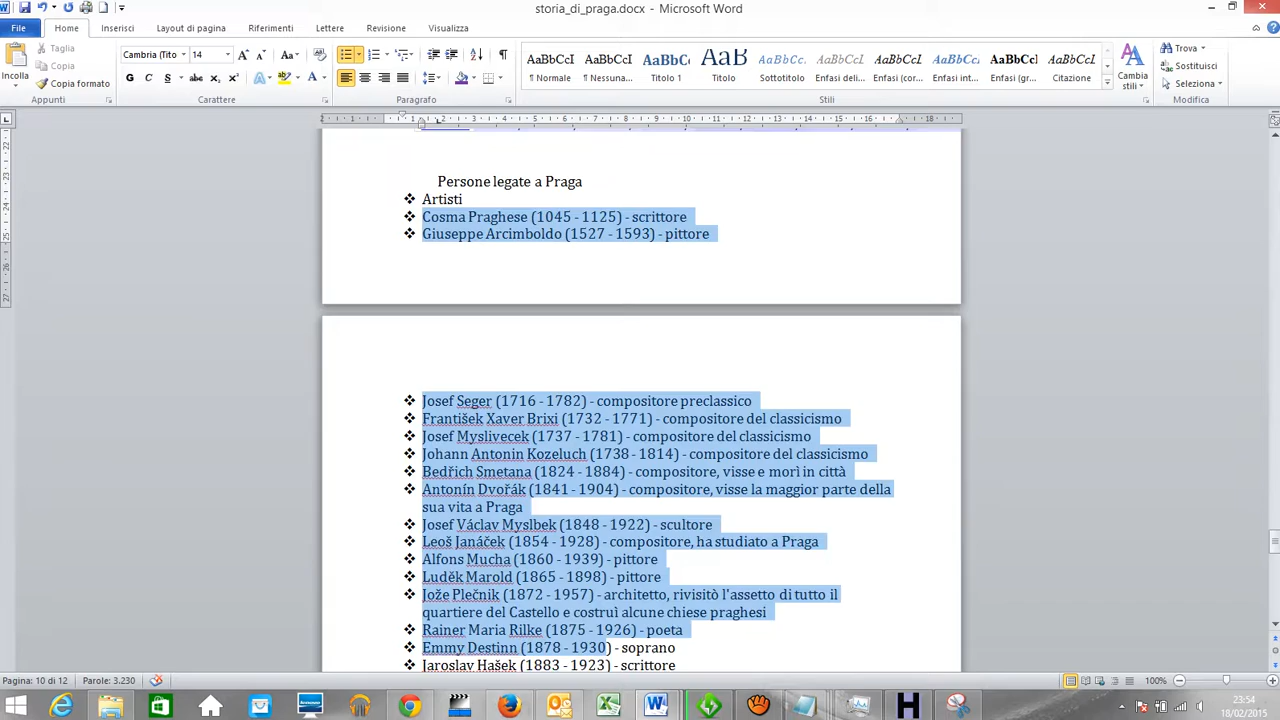 storia_di_praga.docx - Microsoft Word
File Home Inserisci Layout di pagina Riferimenti Lettere Revisione Visualizza
Incolla
Taglia
Copia
Copia formato
Appunti
Cambria (Tito 14
Carattere
Paragrafo
AaBbCcI AaBbCcI AaBbC( AaB AaBbCc. AaBbCcI AaBbCcI AaBbCcI AaBbCcI AaBbCcI
¶ Normale ¶ Nessuna... Titolo 1 Titolo Sottotitolo Enfasi deli... Enfasi (cor... Enfasi int... Enfasi (gr... Citazione
Stili
Cambia stili
Trova
Sostituisci
Seleziona
Modifica
Persone legate a Praga
❖ Artisti
❖ Cosma Praghese (1045 - 1125) - scrittore
❖ Giuseppe Arcimboldo (1527 - 1593) - pittore
❖ Josef Seger (1716 - 1782) - compositore preclassico
❖ František Xaver Brixi (1732 - 1771) - compositore del classicismo
❖ Josef Myslivecek (1737 - 1781) - compositore del classicismo
❖ Johann Antonin Kozeluch (1738 - 1814) - compositore del classicismo
❖ Bedřich Smetana (1824 - 1884) - compositore, visse e morì in città
❖ Antonín Dvořák (1841 - 1904) - compositore, visse la maggior parte della
sua vita a Praga
❖ Josef Václav Myslbek (1848 - 1922) - scultore
❖ Leoš Janáček (1854 - 1928) - compositore, ha studiato a Praga
❖ Alfons Mucha (1860 - 1939) - pittore
❖ Luděk Marold (1865 - 1898) - pittore
❖ Jože Plečnik (1872 - 1957) - architetto, rivisitò l'assetto di tutto il
quartiere del Castello e costruì alcune chiese praghesi
❖ Rainer Maria Rilke (1875 - 1926) - poeta
❖ Emmy Destinn (1878 - 1930) - soprano
❖ Jaroslav Hašek (1883 - 1923) - scrittore
Pagina: 10 di 12 Parole: 3.230 100%
23:54
18/02/2015